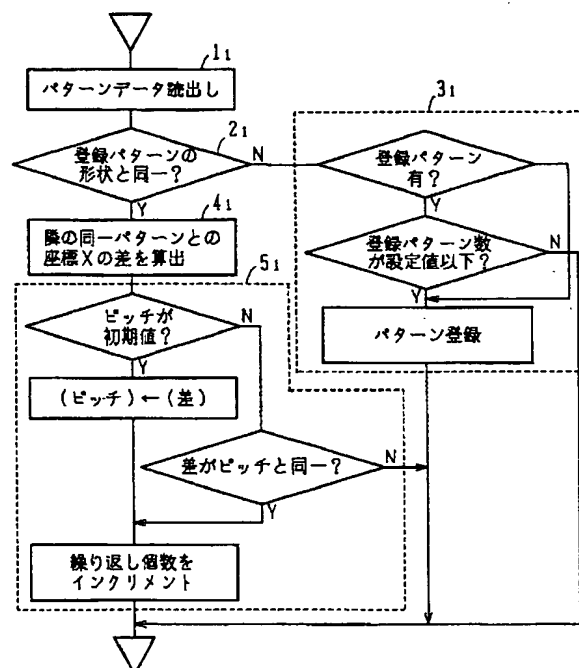 1₁
パターンデータ読出し
2₁
登録パターンの
形状と同一?
N
Y
3₁
登録パターン
有?
Y
4₁
隣の同一パターンとの
座標Xの差を算出
登録パターン数
が設定値以下?
N
Y
5₁
ピッチが
初期値?
N
Y
パターン登録
(ピッチ)←(差)
差がピッチと同一?
N
Y
繰り返し個数を
インクリメント